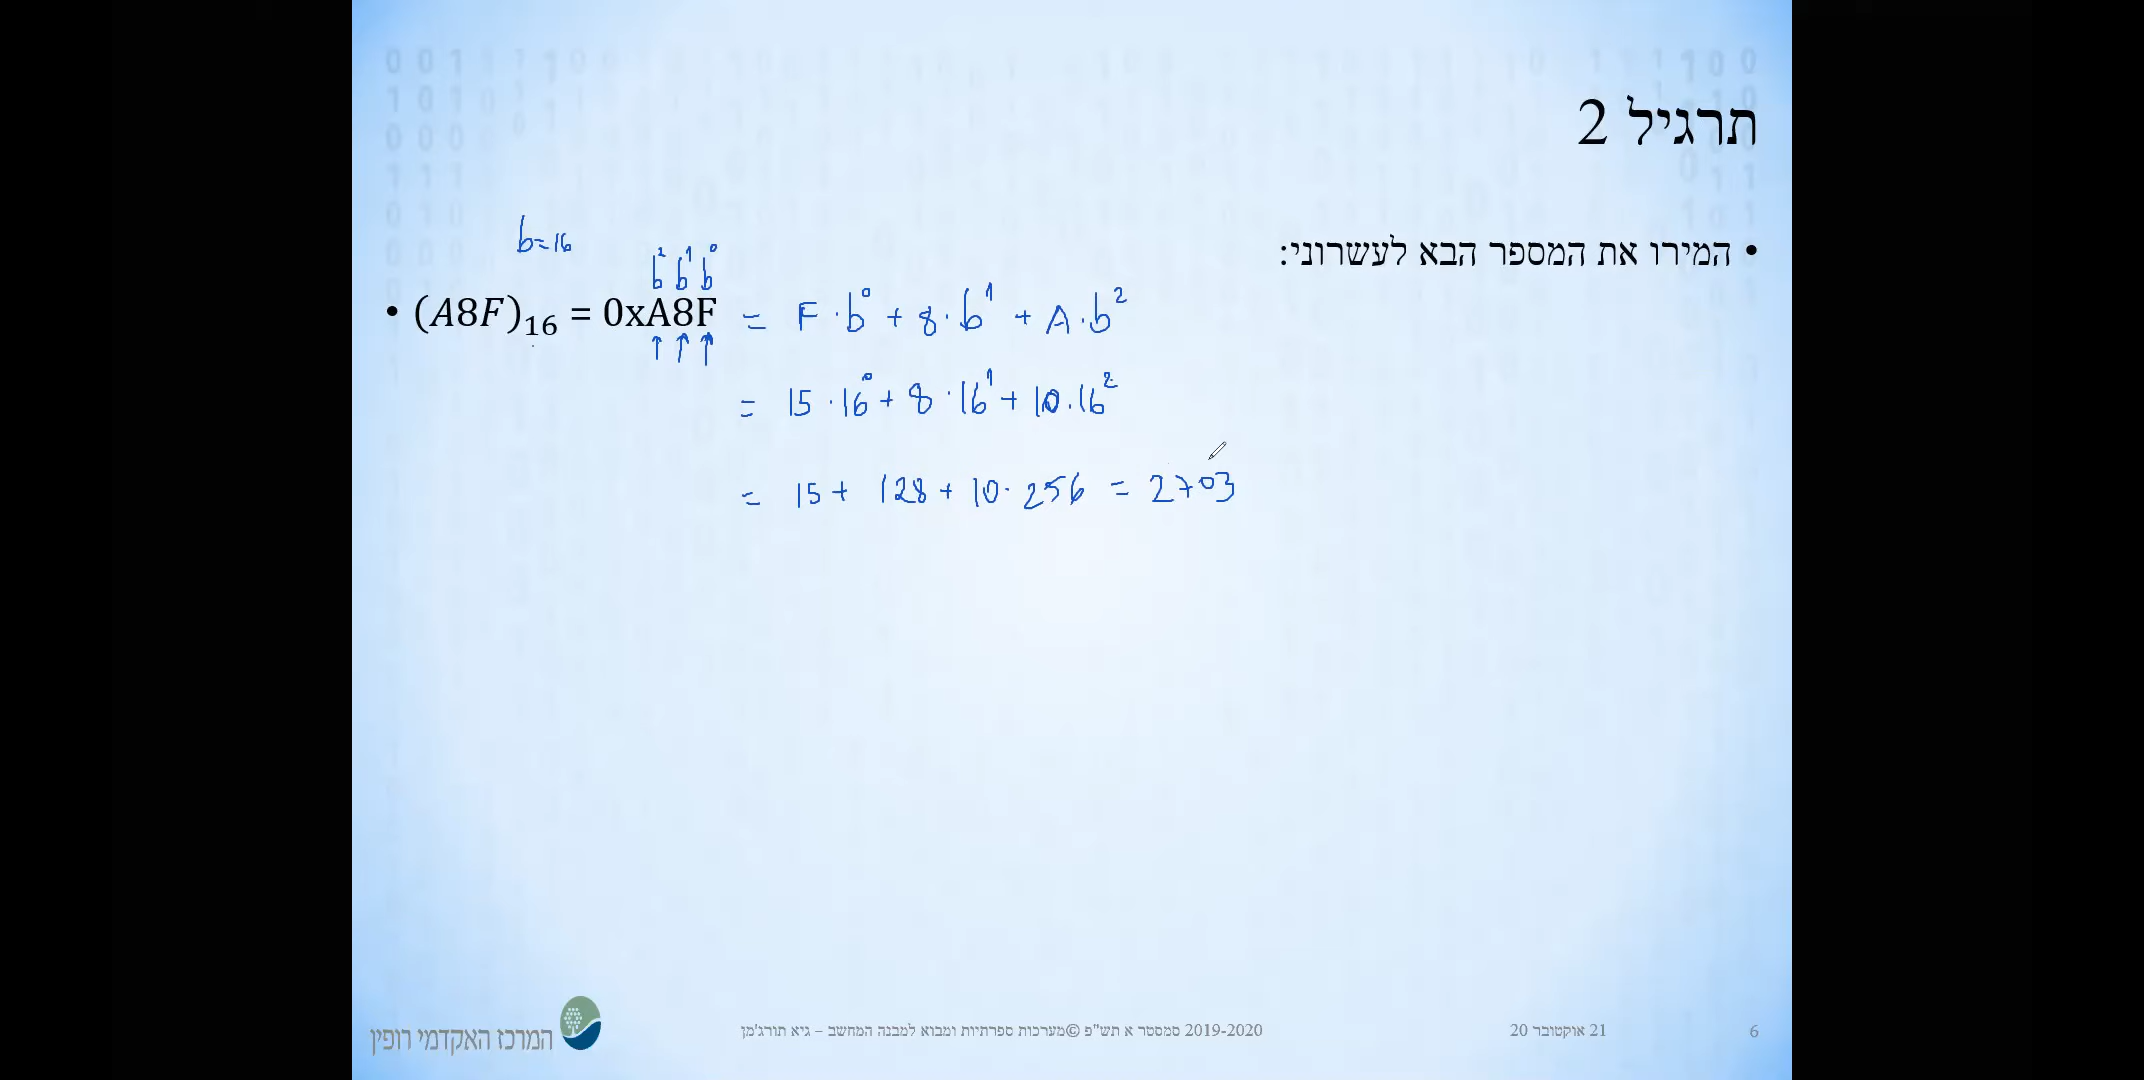 תרגיל 2
• המירו את המספר הבא לעשרוני:
b=16
b² b¹ b⁰
• (A8F)₁₆ = 0xA8F = F·b⁰ + 8·b¹ + A·b²
= 15·16⁰ + 8·16¹ + 10·16²
= 15 + 128 + 10·256 = 2703
המרכז האקדמי רופין
2019-2020 סמסטר א תש"פ ©מערכות ספרתיות ומבוא למבנה המחשב – גיא תורג'מן
21 אוקטובר 20
6